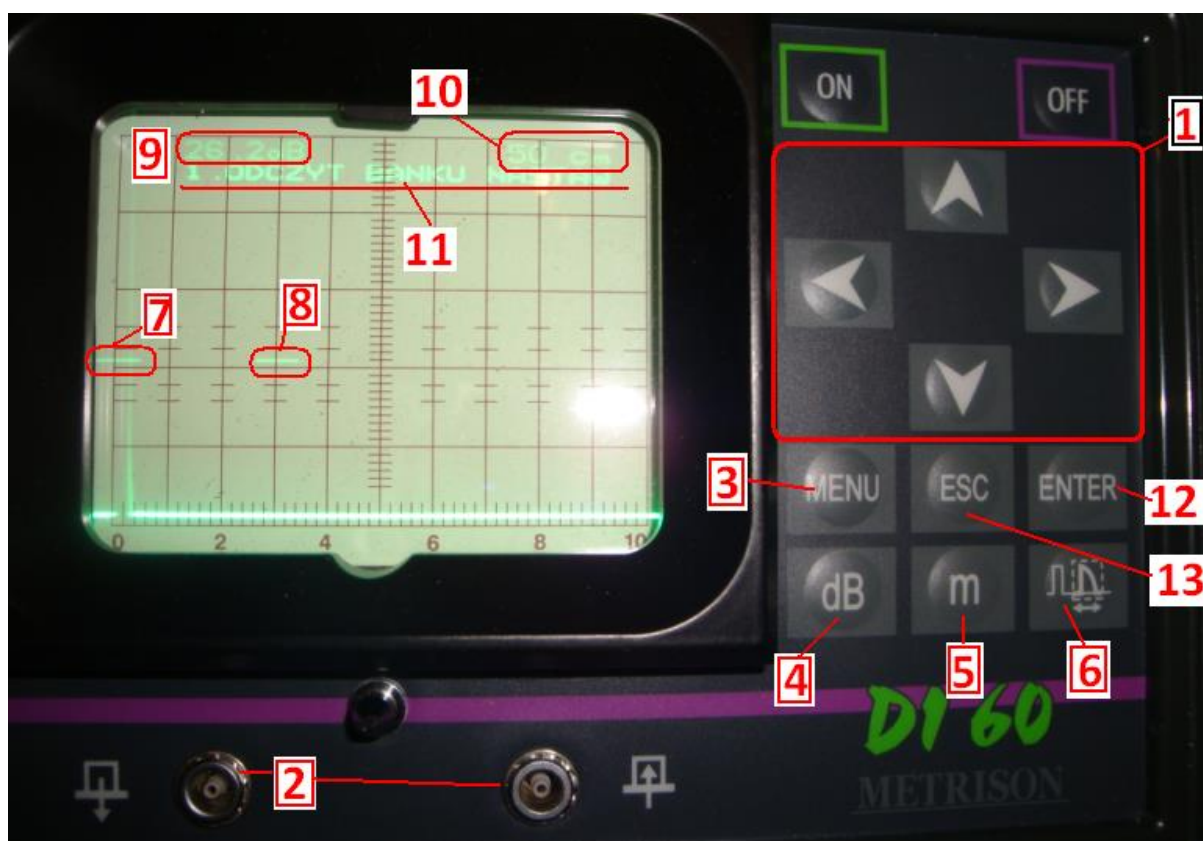 ON
OFF
1
10
9
26.2dB
50 cm
1.ODCZYT BANKU NASTAW
11
7
8
3
MENU
ESC
ENTER
12
0 2 4 6 8 10
dB
m
13
4
5
6
DI 60
2
METRISON